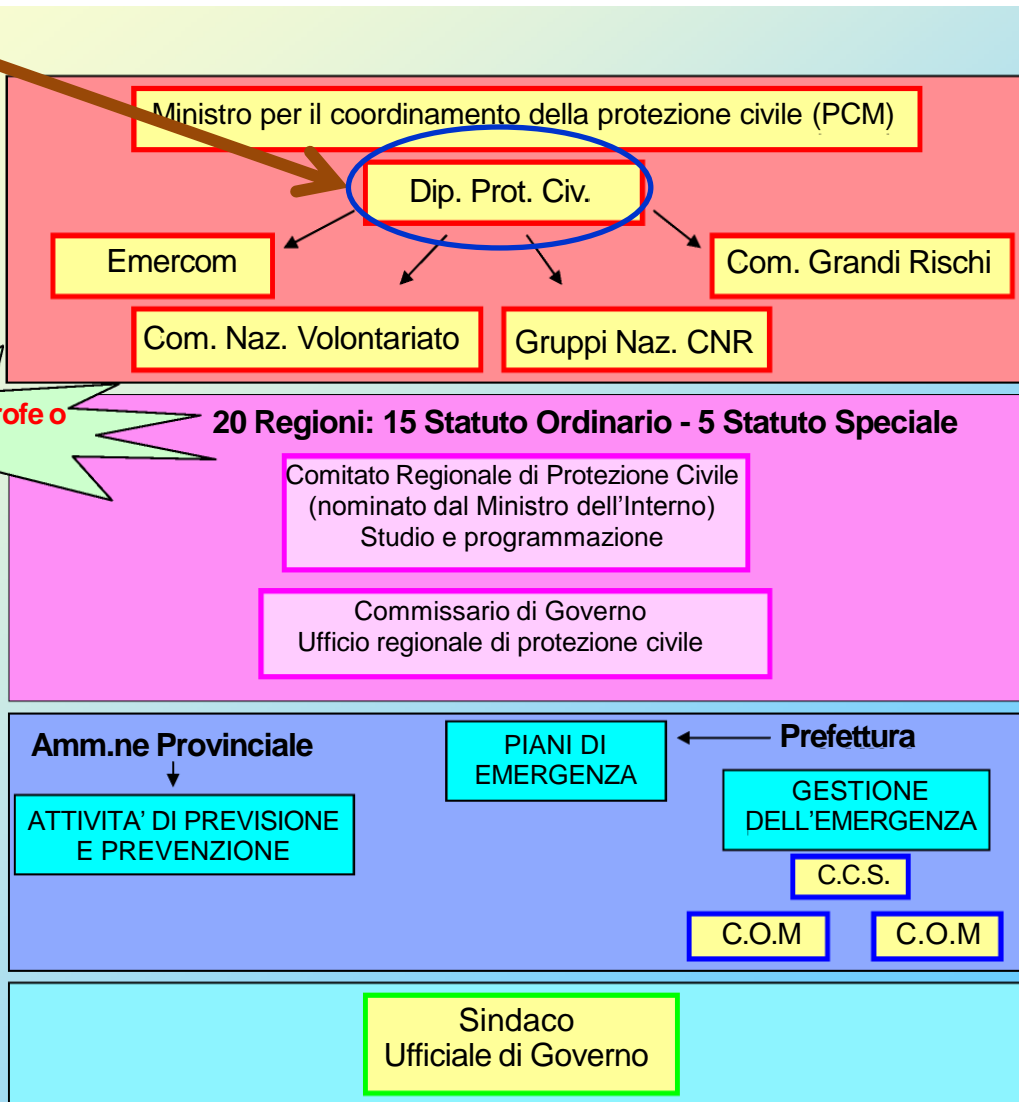 Ministro per il coordinamento della protezione civile (PCM)
Dip. Prot. Civ.
Emercom
Com. Grandi Rischi
Com. Naz. Volontariato
Gruppi Naz. CNR
20 Regioni: 15 Statuto Ordinario - 5 Statuto Speciale
Comitato Regionale di Protezione Civile
(nominato dal Ministro dell'Interno)
Studio e programmazione
Commissario di Governo
Ufficio regionale di protezione civile
Amm.ne Provinciale
PIANI DI
EMERGENZA
Prefettura
ATTIVITA' DI PREVISIONE
E PREVENZIONE
GESTIONE
DELL'EMERGENZA
C.C.S.
C.O.M
C.O.M
Sindaco
Ufficiale di Governo